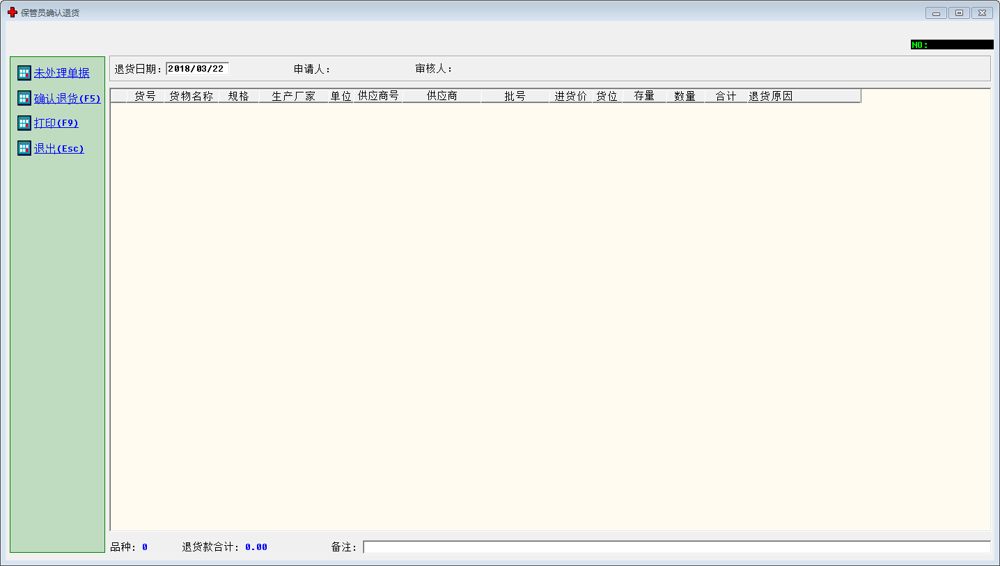 保管员确认退货
NO:
未处理单据
确认退货(F5)
打印(F9)
退出(Esc)
退货日期: 2018/03/22 申请人: 审核人:
货号 货物名称 规格 生产厂家 单位 供应商号 供应商 批号 进货价 货位 存量 数量 合计 退货原因
品种: 0 退货款合计: 0.00 备注: